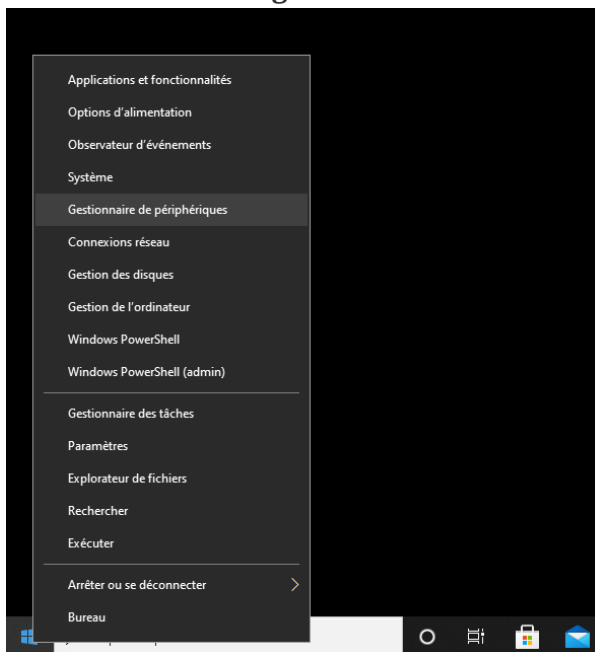 Applications et fonctionnalités
Options d'alimentation
Observateur d'événements
Système
Gestionnaire de périphériques
Connexions réseau
Gestion des disques
Gestion de l'ordinateur
Windows PowerShell
Windows PowerShell (admin)
Gestionnaire des tâches
Paramètres
Explorateur de fichiers
Rechercher
Exécuter
Arrêter ou se déconnecter
Bureau